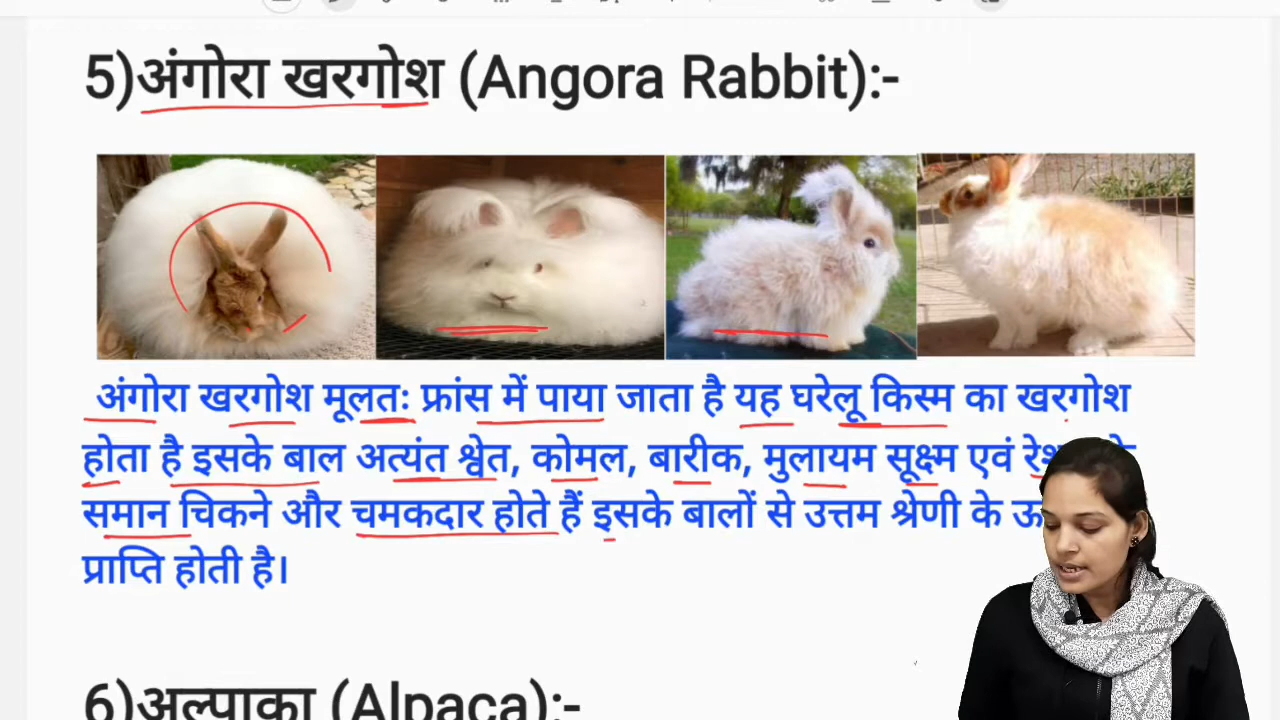 5)अंगोरा खरगोश (Angora Rabbit):-
अंगोरा खरगोश मूलतः फ्रांस में पाया जाता है यह घरेलू किस्म का खरगोश
होता है इसके बाल अत्यंत श्वेत, कोमल, बारीक, मुलायम सूक्ष्म एवं
समान चिकने और चमकदार होते हैं इसके बालों से उत्तम श्रेणी के
प्राप्ति होती है।
6)अल्पाका (Alpaca):-